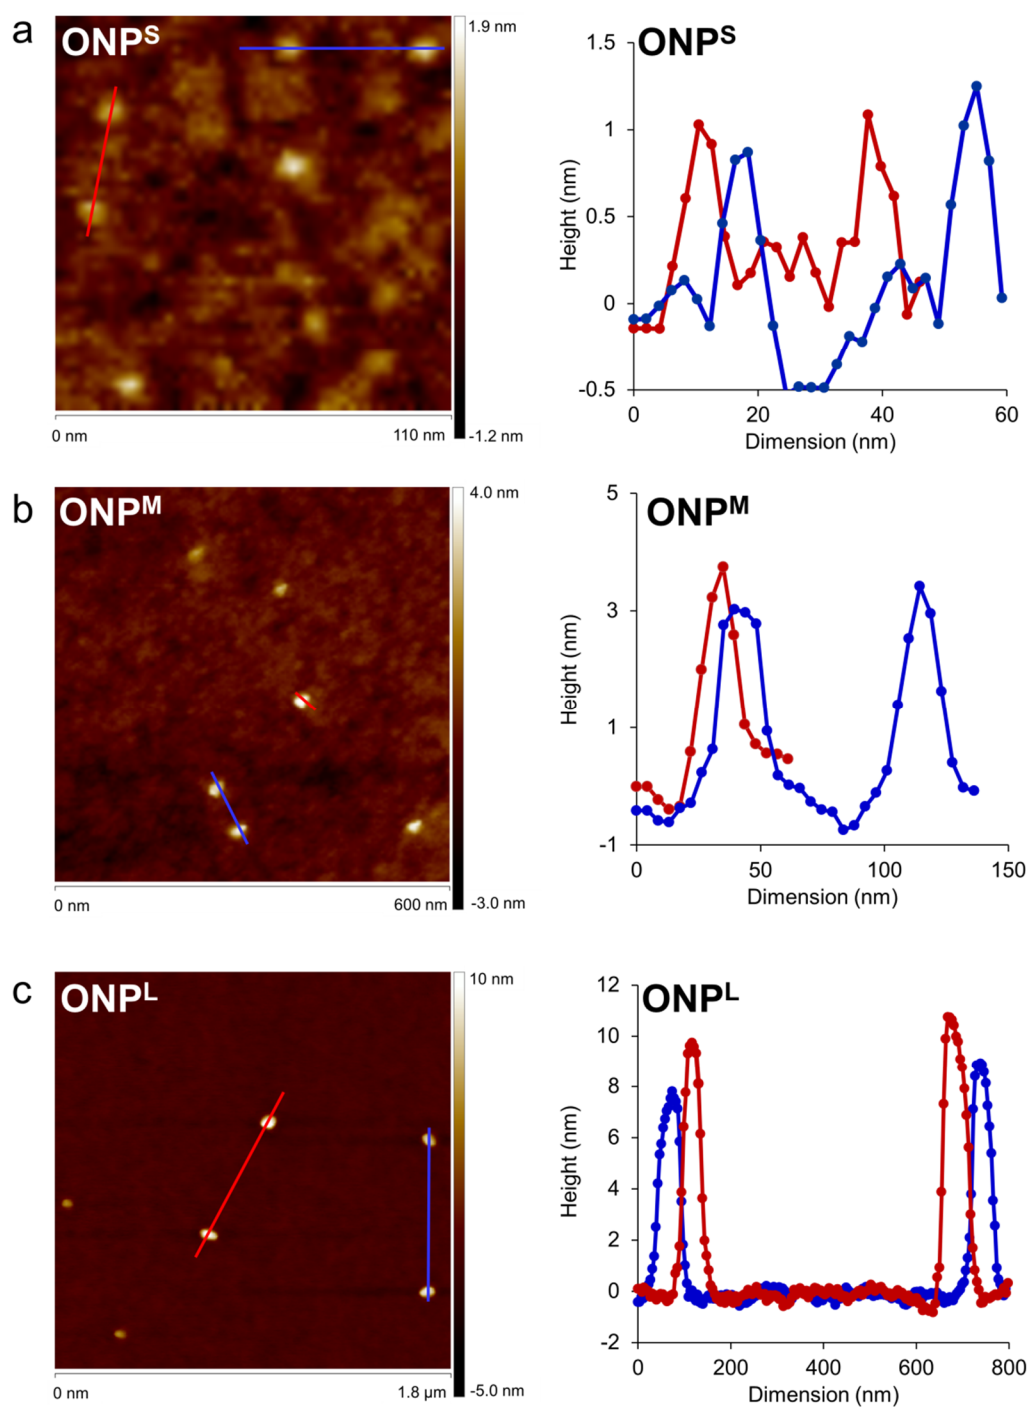 a
ONPS
1.9 nm
-1.2 nm
0 nm
110 nm
ONPS
Height (nm)
1.5
1
0.5
0
-0.5
0
20
40
60
Dimension (nm)
b
ONPM
4.0 nm
-3.0 nm
0 nm
600 nm
ONPM
Height (nm)
5
3
1
-1
0
50
100
150
Dimension (nm)
c
ONPL
10 nm
-5.0 nm
0 nm
1.8 µm
ONPL
Height (nm)
12
10
8
6
4
2
0
-2
0
200
400
600
800
Dimension (nm)